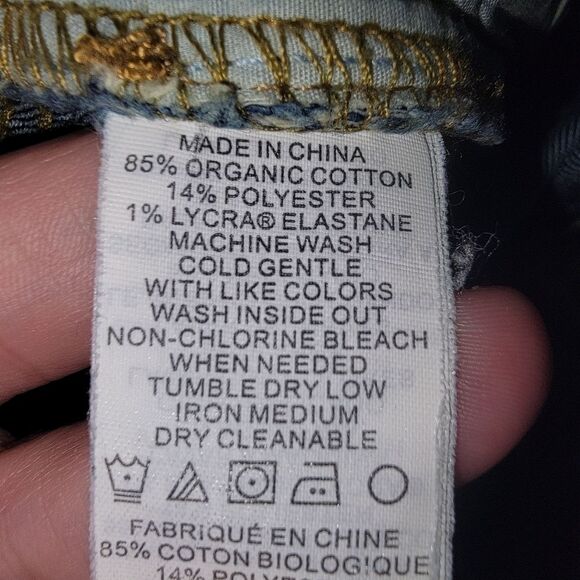 MADE IN CHINA
85% ORGANIC COTTON
14% POLYESTER
1% LYCRA® ELASTANE
MACHINE WASH
COLD GENTLE
WITH LIKE COLORS
WASH INSIDE OUT
NON-CHLORINE BLEACH
WHEN NEEDED
TUMBLE DRY LOW
IRON MEDIUM
DRY CLEANABLE
FABRIQUÉ EN CHINE
85% COTON BIOLOGIQUE
14% POLYE